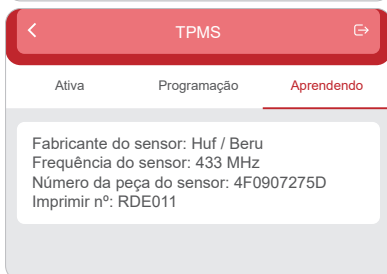 TPMS
Ativa Programação Aprendendo
Fabricante do sensor: Huf / Beru
Frequência do sensor: 433 MHz
Número da peça do sensor: 4F0907275D
Imprimir nº: RDE011